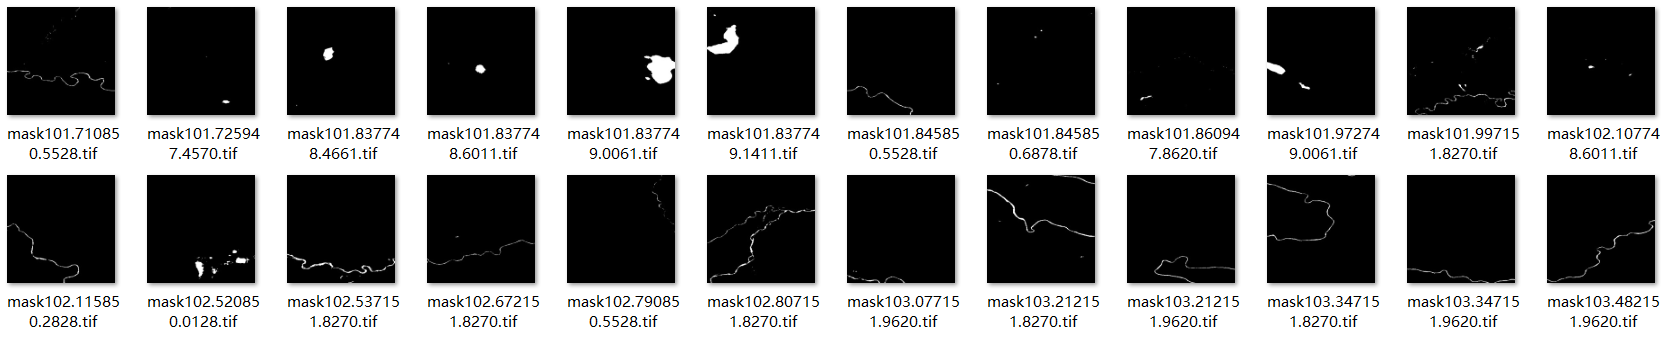 mask101.71085 mask101.72594 mask101.83774 mask101.83774 mask101.83774 mask101.83774 mask101.84585 mask101.84585 mask101.86094 mask101.97274 mask101.99715 mask102.10774
0.5528.tif 7.4570.tif 8.4661.tif 8.6011.tif 9.0061.tif 9.1411.tif 0.5528.tif 0.6878.tif 7.8620.tif 9.0061.tif 1.8270.tif 8.6011.tif
mask102.11585 mask102.52085 mask102.53715 mask102.67215 mask102.79085 mask102.80715 mask103.07715 mask103.21215 mask103.21215 mask103.34715 mask103.34715 mask103.48215
0.2828.tif 0.0128.tif 1.8270.tif 1.8270.tif 0.5528.tif 1.8270.tif 1.9620.tif 1.8270.tif 1.9620.tif 1.8270.tif 1.9620.tif 1.9620.tif